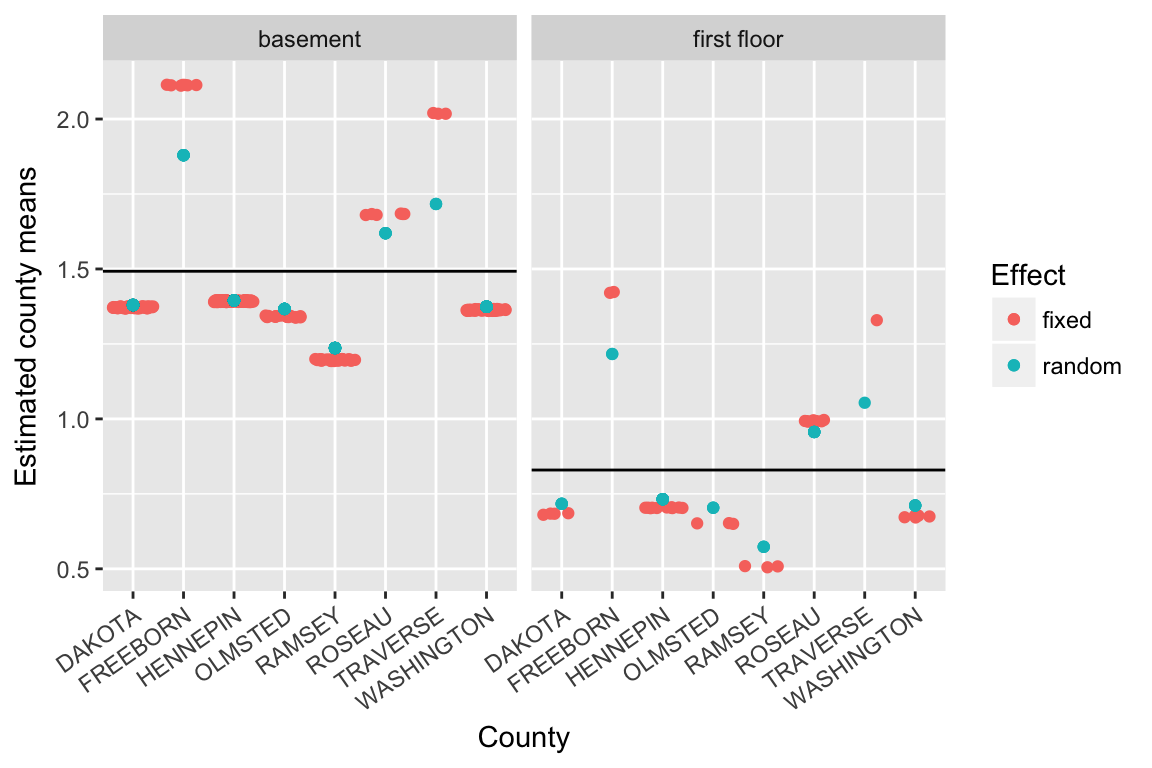 basement
first floor
Estimated county means
2.0
1.5
1.0
0.5
DAKOTA
FREEBORN
HENNEPIN
OLMSTED
RAMSEY
ROSEAU
TRAVERSE
WASHINGTON
DAKOTA
FREEBORN
HENNEPIN
OLMSTED
RAMSEY
ROSEAU
TRAVERSE
WASHINGTON
County
Effect
fixed
random